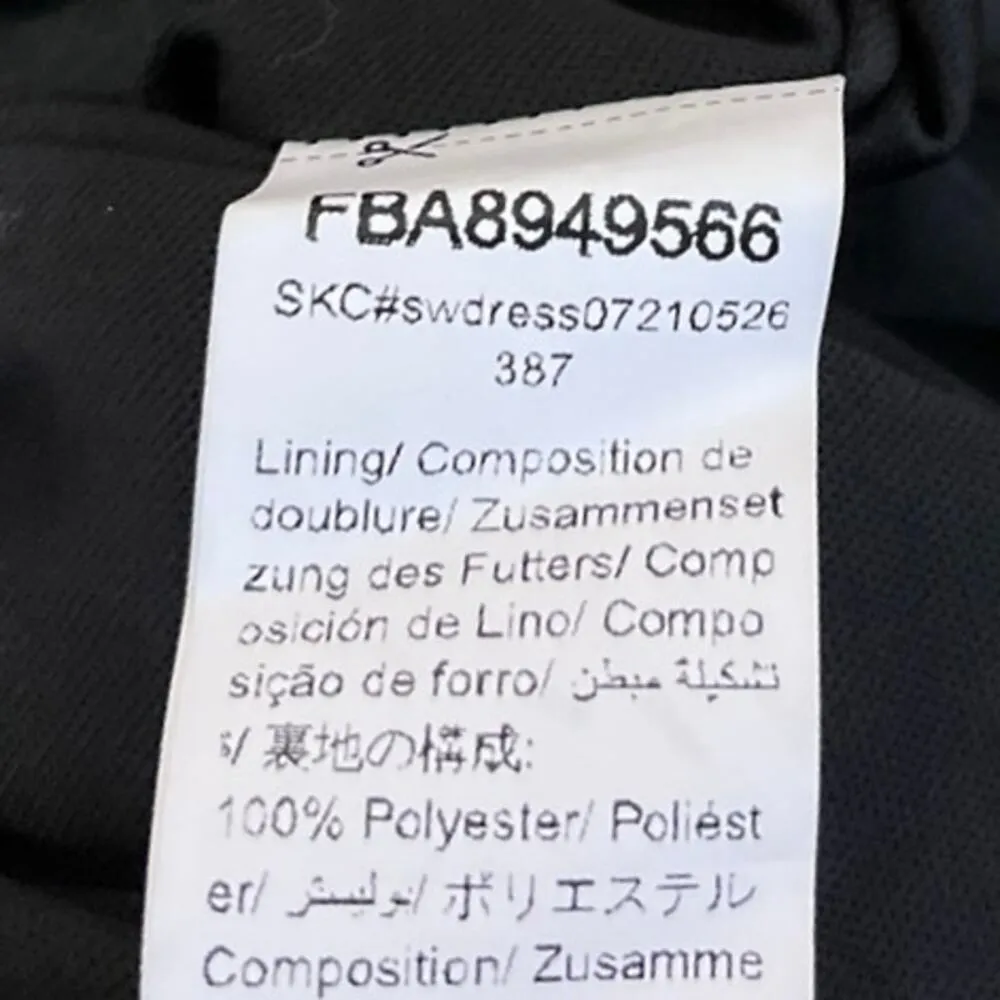 FBA8949566
SKC#swdress07210526
387
Lining/ Composition de
doublure/ Zusammenset
zung des Futters/ Comp
osición de Lino/ Compo
sição de forro/ تشكيلة مبطن
s/ 裏地の構成:
100% Polyester/ Poliést
er/ بوليستر/ ポリエステル
Composition/ Zusamme